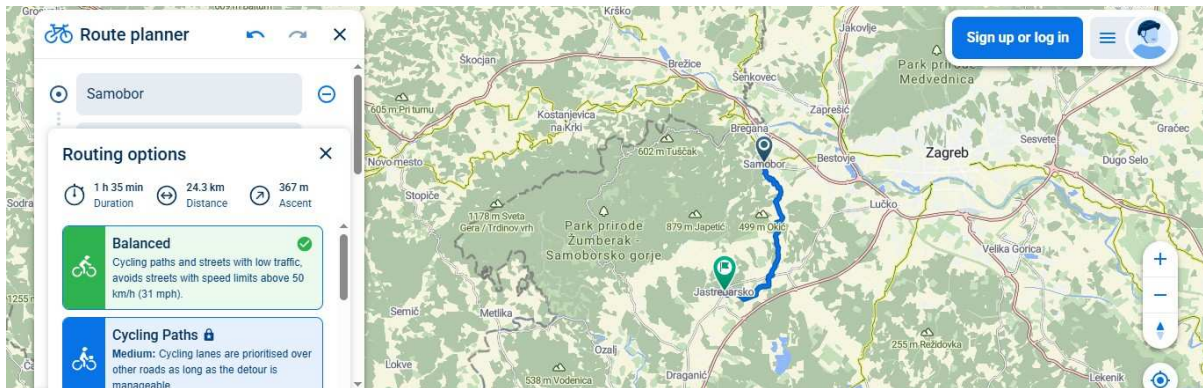 Route planner
Samobor
Routing options
1 h 35 min
Duration
24.3 km
Distance
367 m
Ascent
Balanced
Cycling paths and streets with low traffic,
avoids streets with speed limits above 50
km/h (31 mph).
Cycling Paths
Medium: Cycling lanes are prioritised over
other roads as long as the detour is
manageable
Sign up or log in
Krško
Škocjan
Brežice
Šenkovec
Jakovlje
Park prirode
Medvednica
605 m Pri turnu
Kostanjevica
na Krki
Zaprešić
Bregana
Sesvete
Gračec
602 m Tuščak
Novo mesto
Samobor
Bestovje
Zagreb
Dugo Selo
Stopiče
Lučko
1178 m Sveta
Gera / Trdinov vrh
Park prirode
Žumberak -
Samoborsko gorje
879 m Japetić
499 m Okić
Velika Gorica
Jastrebarsko
1255 m
Semič
Metlika
255 m Režidovka
Ozalj
Lokve
538 m Vodenica
Draganić
Lekenik